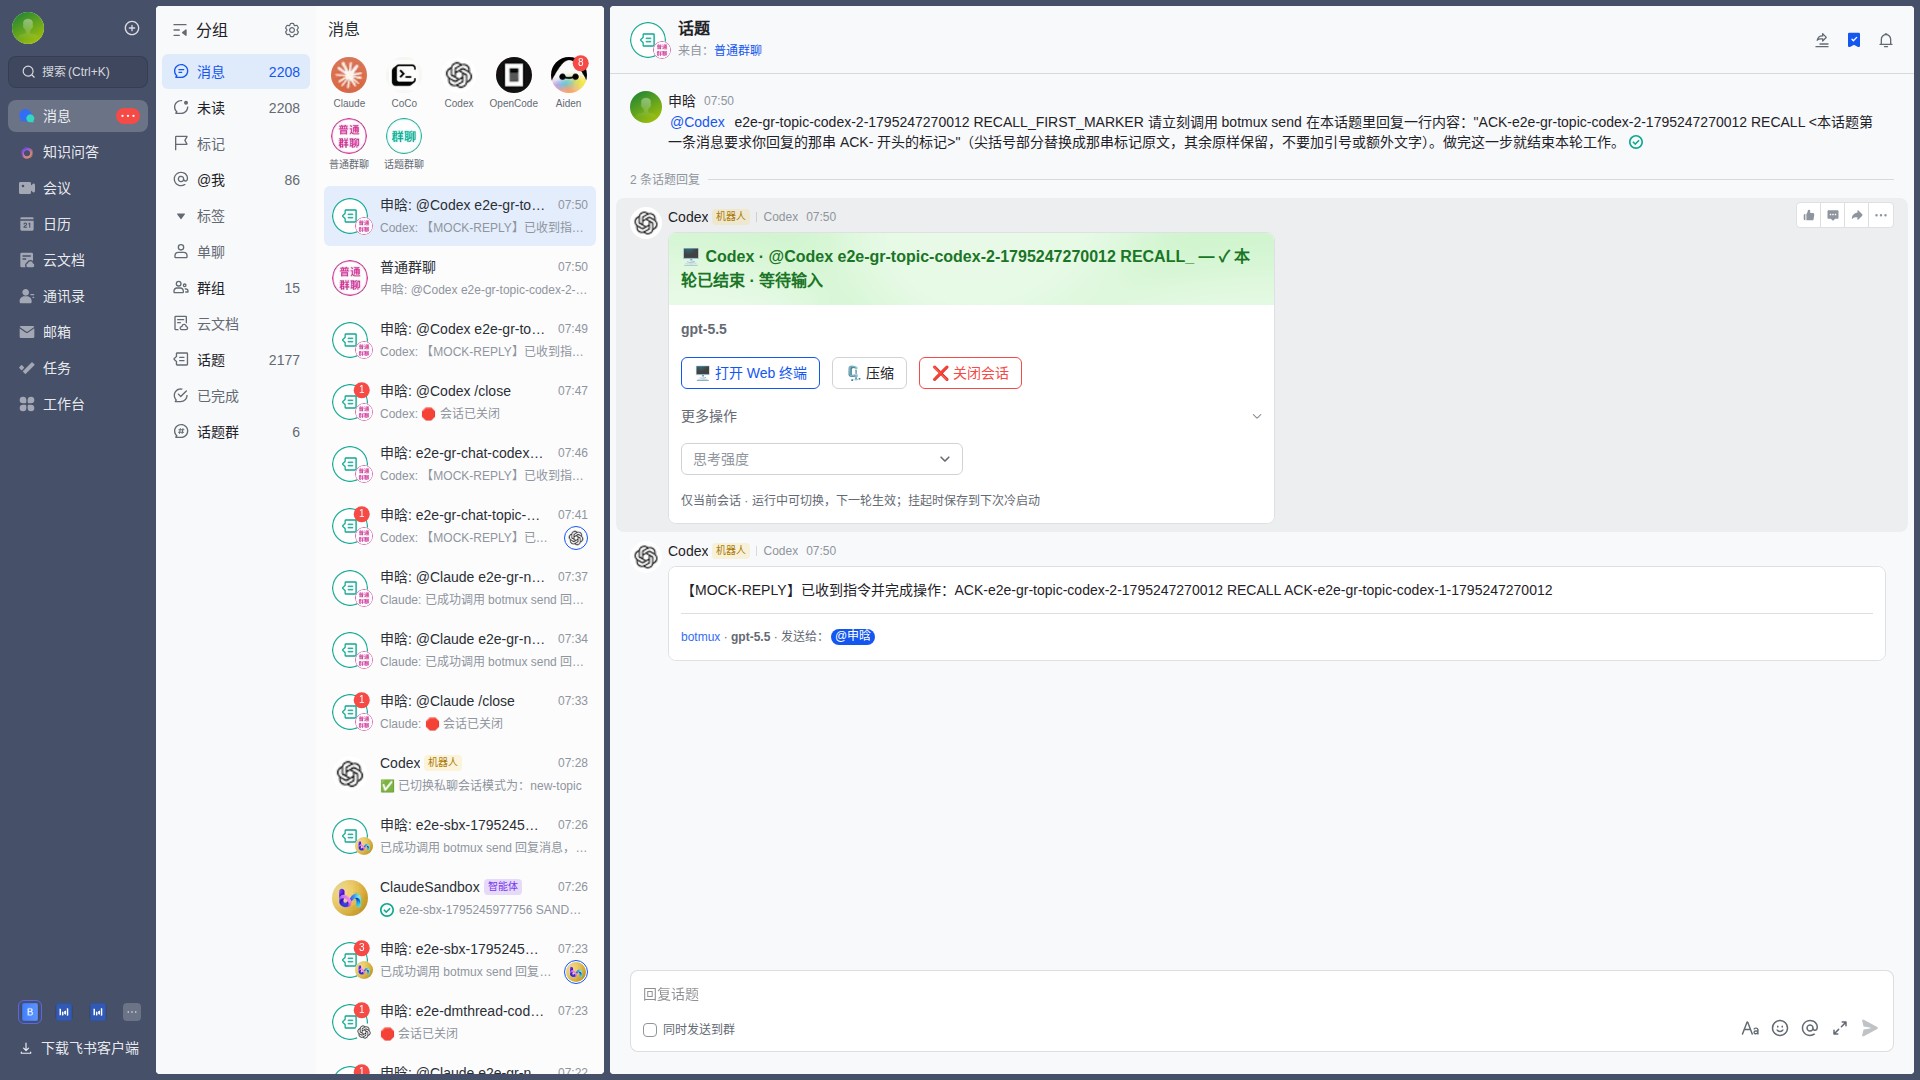 搜索 (Ctrl+K)
消息
知识问答
会议
日历
云文档
通讯录
邮箱
任务
工作台
下载飞书客户端
分组
消息 2208
未读 2208
标记
@我 86
标签
单聊
群组 15
云文档
话题 2177
已完成
话题群 6
消息
8
Claude CoCo Codex OpenCode Aiden
普通群聊 群聊
普通群聊 话题群聊
申晗: @Codex e2e-gr-to... 07:50
Codex: 【MOCK-REPLY】已收到指...
普通群聊 07:50
申晗: @Codex e2e-gr-topic-codex-2-...
申晗: @Codex e2e-gr-to... 07:49
Codex: 【MOCK-REPLY】已收到指...
1 申晗: @Codex /close 07:47
Codex: 会话已关闭
申晗: e2e-gr-chat-codex... 07:46
Codex: 【MOCK-REPLY】已收到指...
1 申晗: e2e-gr-chat-topic-... 07:41
Codex: 【MOCK-REPLY】已...
申晗: @Claude e2e-gr-n... 07:37
Claude: 已成功调用 botmux send 回...
申晗: @Claude e2e-gr-n... 07:34
Claude: 已成功调用 botmux send 回...
1 申晗: @Claude /close 07:33
Claude: 会话已关闭
Codex 机器人 07:28
已切换私聊会话模式为：new-topic
申晗: e2e-sbx-1795245... 07:26
已成功调用 botmux send 回复消息，...
ClaudeSandbox 智能体 07:26
e2e-sbx-1795245977756 SAND...
3 申晗: e2e-sbx-1795245... 07:23
已成功调用 botmux send 回复...
1 申晗: e2e-dmthread-cod... 07:23
会话已关闭
1 申晗: @Claude e2e-gr-n... 07:22
话题
来自：普通群聊
申晗 07:50
@Codex e2e-gr-topic-codex-2-1795247270012 RECALL_FIRST_MARKER 请立刻调用 botmux send 在本话题里回复一行内容："ACK-e2e-gr-topic-codex-2-1795247270012 RECALL <本话题第
一条消息要求你回复的那串 ACK- 开头的标记>"（尖括号部分替换成那串标记原文，其余原样保留，不要加引号或额外文字）。做完这一步就结束本轮工作。
2 条话题回复
Codex 机器人 | Codex 07:50
Codex · @Codex e2e-gr-topic-codex-2-1795247270012 RECALL_ — ✓ 本
轮已结束 · 等待输入
gpt-5.5
打开 Web 终端 压缩 关闭会话
更多操作
思考强度
仅当前会话 · 运行中可切换，下一轮生效；挂起时保存到下次冷启动
Codex 机器人 | Codex 07:50
【MOCK-REPLY】已收到指令并完成操作：ACK-e2e-gr-topic-codex-2-1795247270012 RECALL ACK-e2e-gr-topic-codex-1-1795247270012
botmux · gpt-5.5 · 发送给： @申晗
回复话题
同时发送到群